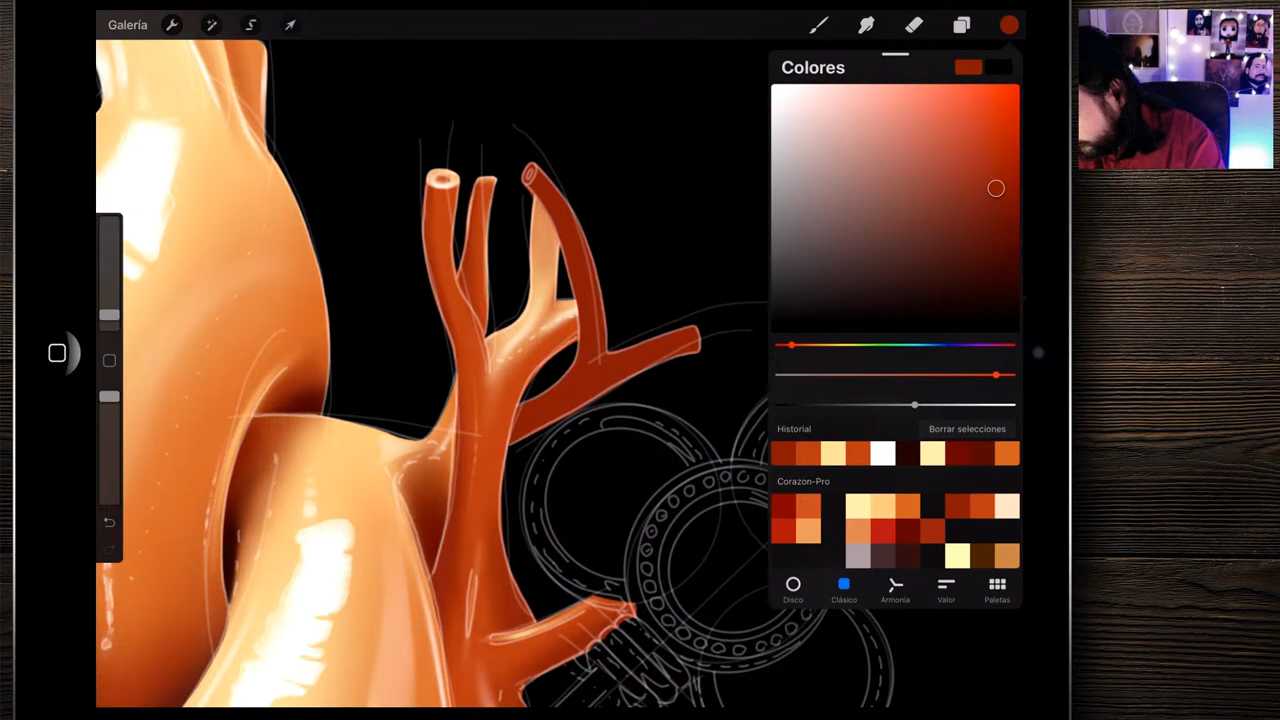 Galería
Colores
Historial
Borrar selecciones
Corazon-Pro
Disco
Clásico
Armonía
Valor
Paletas